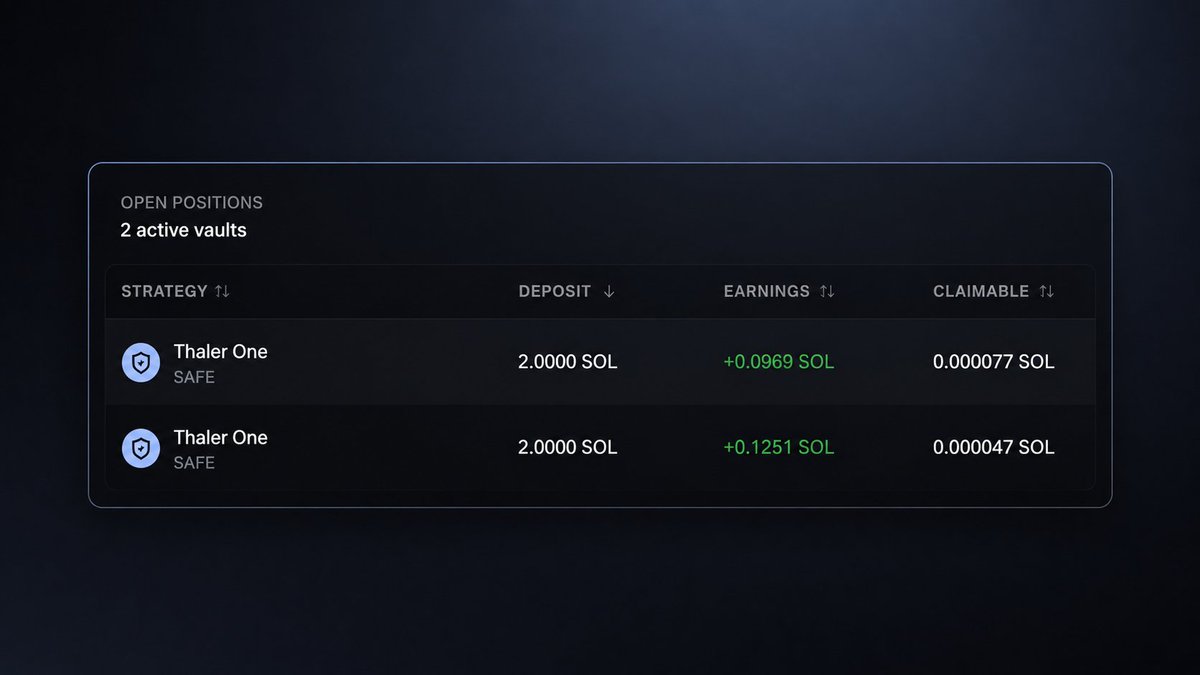 OPEN POSITIONS
2 active vaults
STRATEGY ↑↓ DEPOSIT ↓ EARNINGS ↑↓ CLAIMABLE ↑↓
Thaler One
SAFE
2.0000 SOL +0.0969 SOL 0.000077 SOL
Thaler One
SAFE
2.0000 SOL +0.1251 SOL 0.000047 SOL